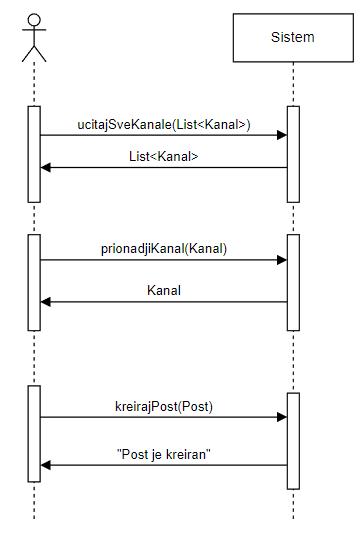 Sistem
ucitajSveKanale(List<Kanal>)
List<Kanal>
prionadjiKanal(Kanal)
Kanal
kreirajPost(Post)
"Post je kreiran"